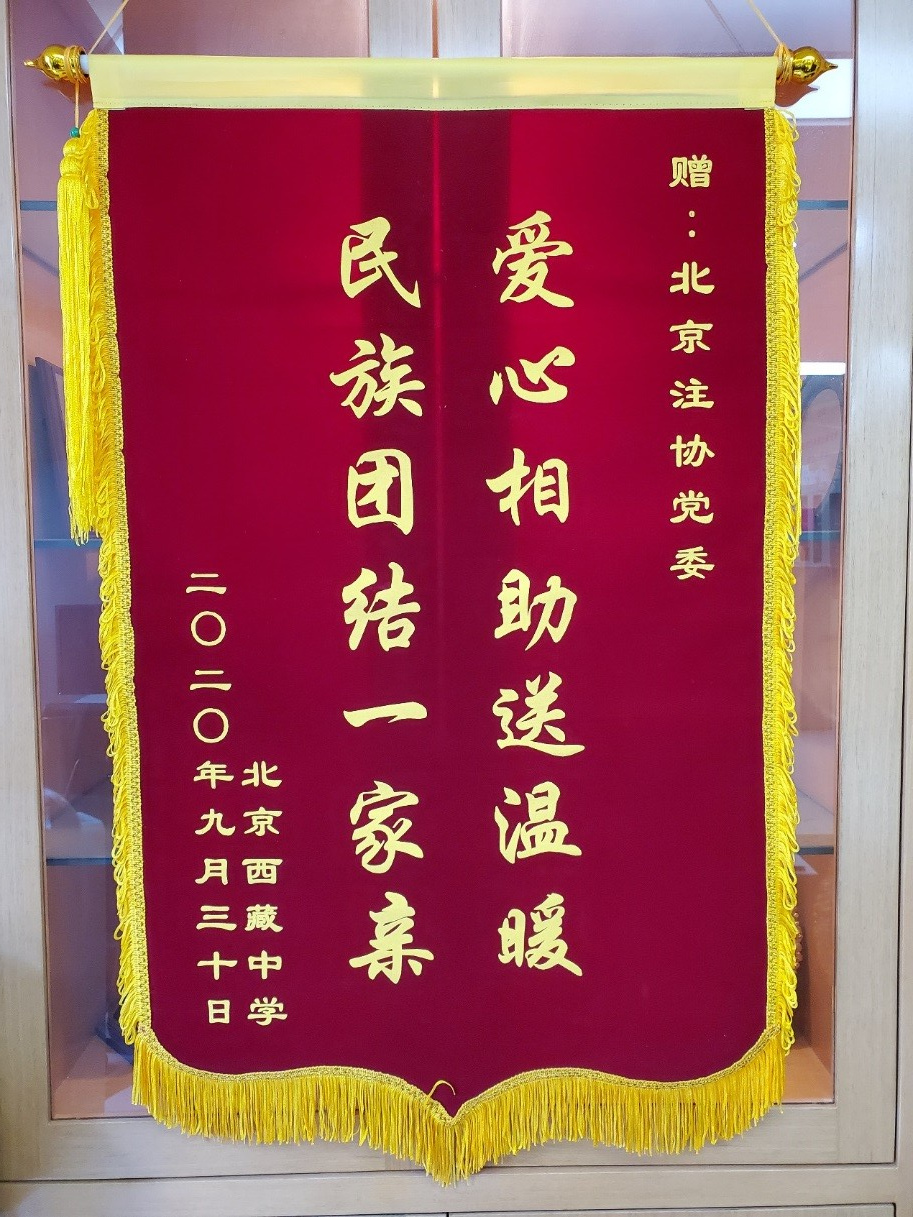 赠：北京注协党委
爱心相助送温暖
民族团结一家亲
北京西藏中学
二〇二〇年九月三十日